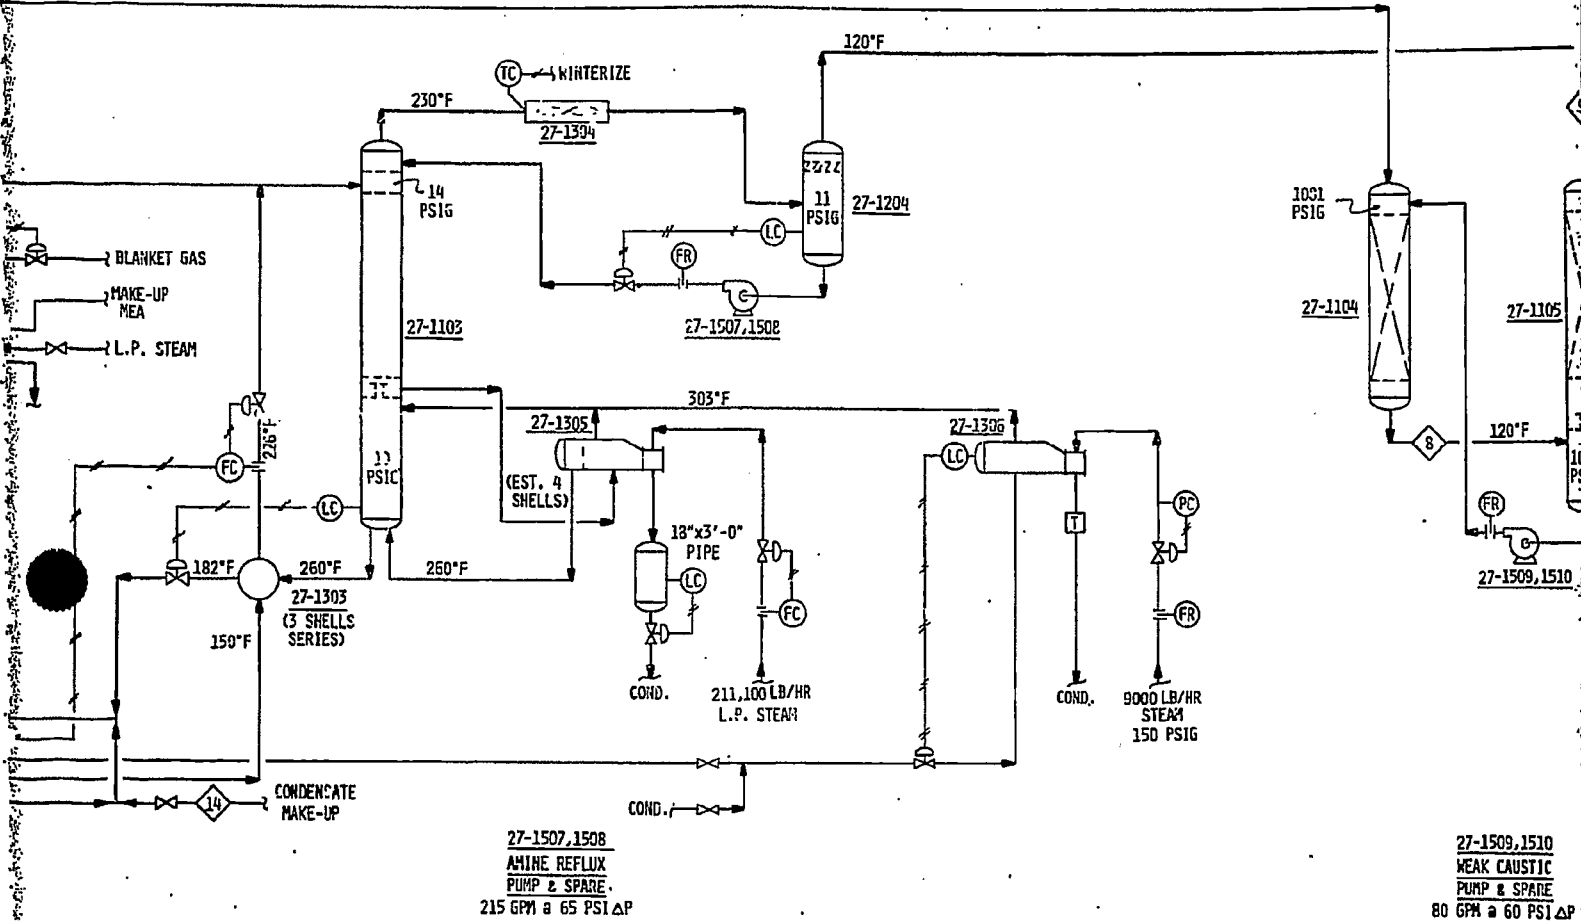 120°F
TC
WINTERIZE
230°F
27-1304
14
PSIG
11
PSIG
27-1204
LC
FR
27-1507,1508
BLANKET GAS
MAKE-UP
MEA
L.P. STEAM
27-1103
226°F
FC
PSIG
LC
182°F
260°F
27-1303
(3 SHELLS
SERIES)
150°F
260°F
303°F
27-1305
(EST. 4
SHELLS)
18"x3'-0"
PIPE
LC
FC
COND.
211,100 LB/HR
L.P. STEAM
27-1306
LC
T
PC
FR
COND.
9000 LB/HR
STEAM
150 PSIG
PSIG
27-1104
27-1105
8
120°F
FR
27-1509,1510
14
CONDENSATE
MAKE-UP
COND.
27-1507,1508
AMINE REFLUX
PUMP & SPARE
215 GPM @ 65 PSI ΔP
27-1509,1510
WEAK CAUSTIC
PUMP & SPARE
80 GPM @ 60 PSI ΔP